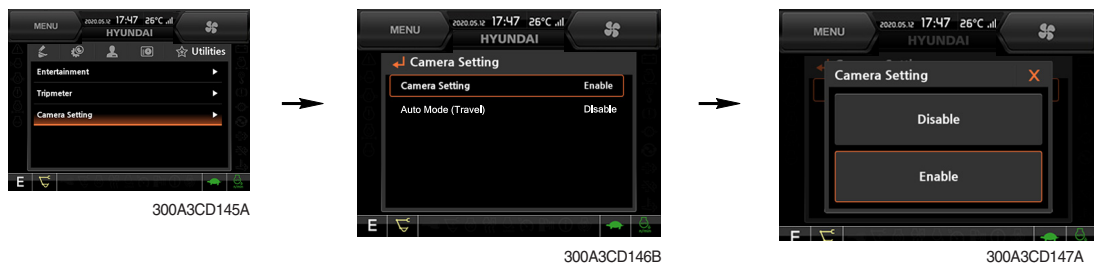 MENU
2020.05.12 17:47 26°C
HYUNDAI
Utilities
Entertainment
Tripmeter
Camera Setting
E
300A3CD145A
MENU
2020.05.12 17:47 26°C
HYUNDAI
Camera Setting
Camera Setting Enable
Auto Mode (Travel) Disable
E
300A3CD146B
MENU
2020.05.12 17:47 26°C
HYUNDAI
Camera Setting X
Disable
Enable
E
300A3CD147A